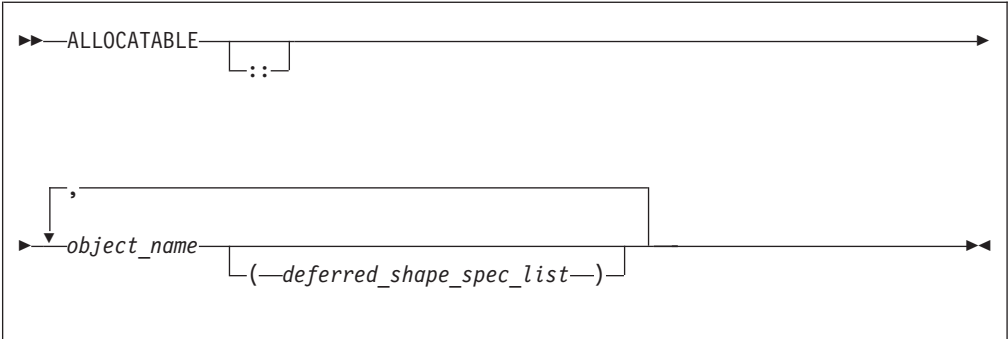 ALLOCATABLE
::
,
object_name
(deferred_shape_spec_list)